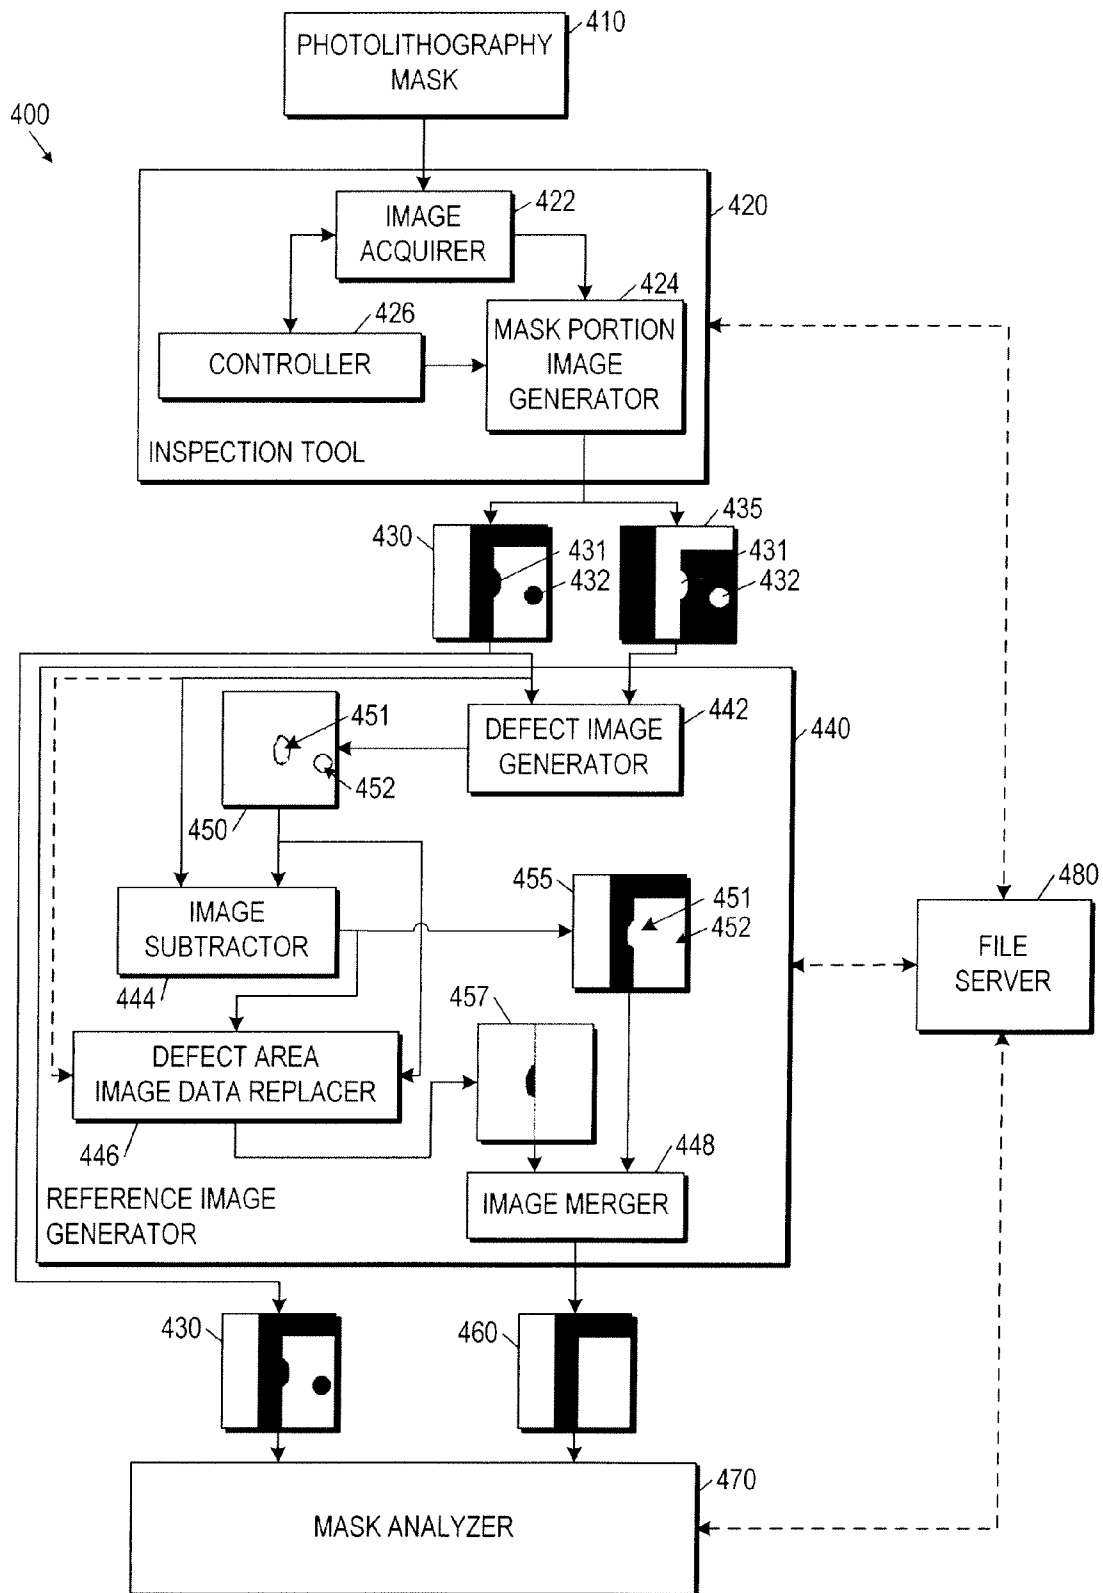 410
PHOTOLITHOGRAPHY
MASK
400
422
420
IMAGE
ACQUIRER
424
426
MASK PORTION
IMAGE
GENERATOR
CONTROLLER
INSPECTION TOOL
430
431
432
435
431
432
451
452
450
442
DEFECT IMAGE
GENERATOR
440
IMAGE
SUBTRACTOR
444
455
451
452
480
FILE
SERVER
457
DEFECT AREA
IMAGE DATA REPLACER
446
448
REFERENCE IMAGE
GENERATOR
IMAGE MERGER
430
460
470
MASK ANALYZER